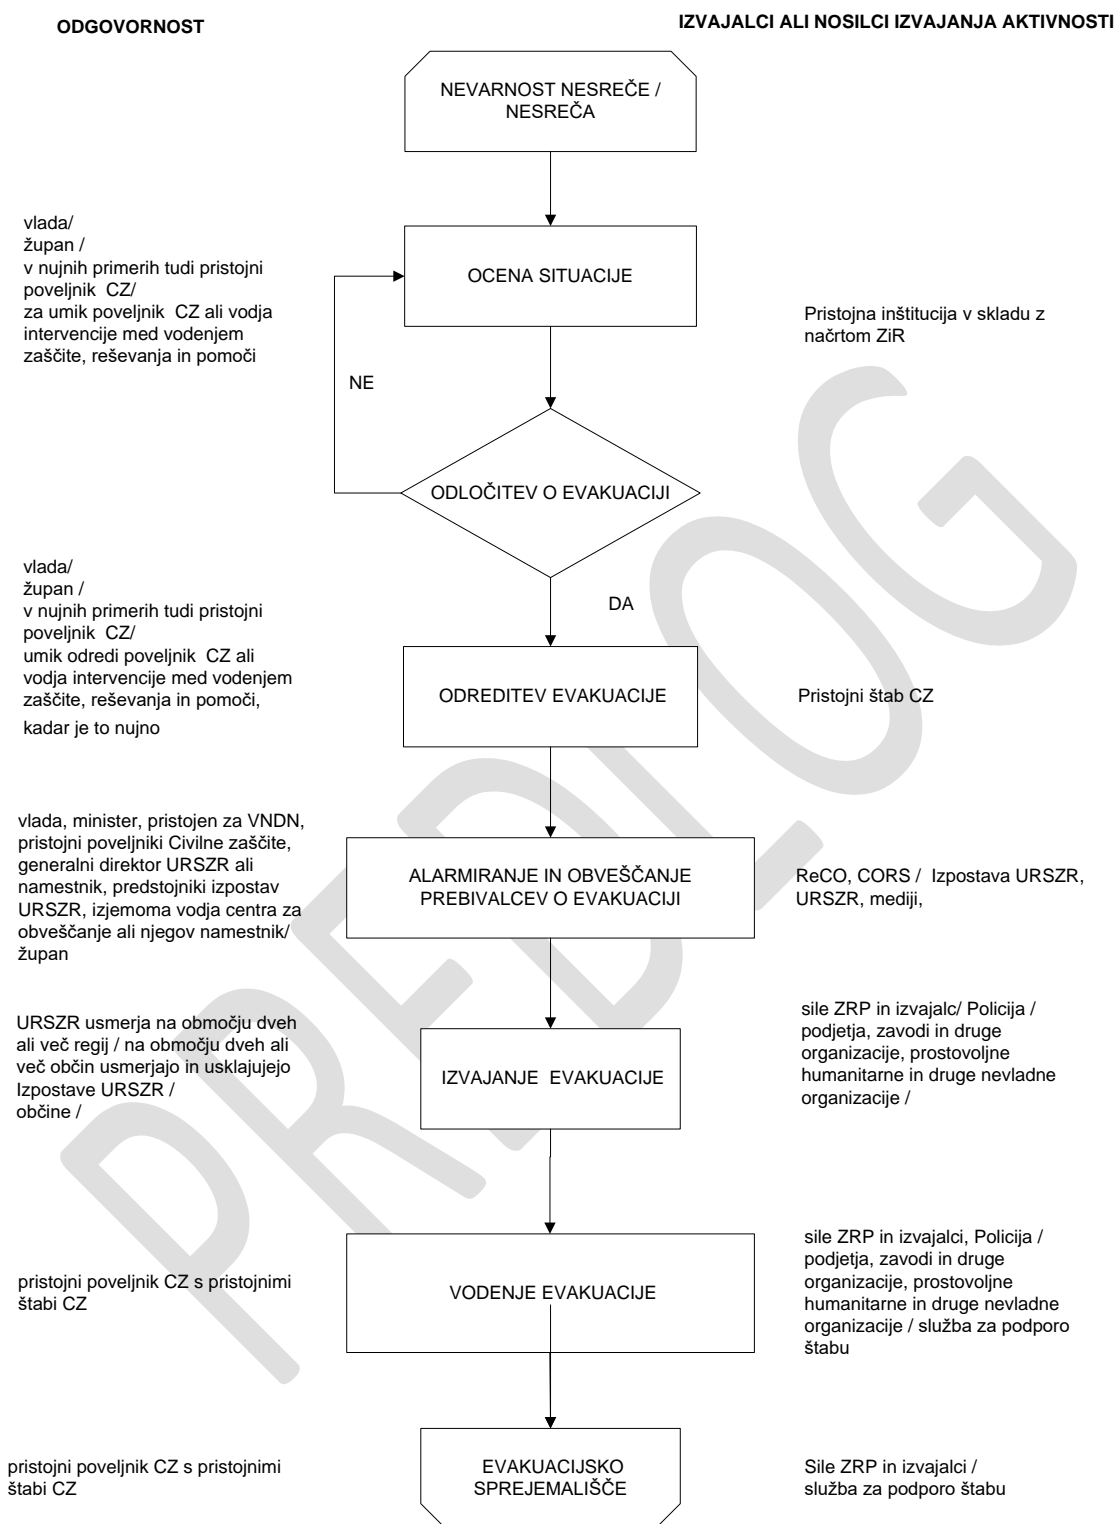 ODGOVORNOST
IZVAJALCI ALI NOSILCI IZVAJANJA AKTIVNOSTI
NEVARNOST NESREČE /
NESREČA
vlada/
župan /
v nujnih primerih tudi pristojni
poveljnik CZ/
za umik poveljnik CZ ali vodja
intervencije med vodenjem
zaščite, reševanja in pomoči
OCENA SITUACIJE
Pristojna inštitucija v skladu z
načrtom ZiR
NE
ODLOČITEV O EVAKUACIJI
DA
vlada/
župan /
v nujnih primerih tudi pristojni
poveljnik CZ/
umik odredi poveljnik CZ ali
vodja intervencije med vodenjem
zaščite, reševanja in pomoči,
kadar je to nujno
ODREDITEV EVAKUACIJE
Pristojni štab CZ
vlada, minister, pristojen za VNDN,
pristojni poveljniki Civilne zaščite,
generalni direktor URSZR ali
namestnik, predstojniki izpostav
URSZR, izjemoma vodja centra za
obveščanje ali njegov namestnik/
župan
ALARMIRANJE IN OBVEŠČANJE
PREBIVALCEV O EVAKUACIJI
ReCO, CORS / Izpostava URSZR,
URSZR, mediji,
URSZR usmerja na območju dveh
ali več regij / na območju dveh ali
več občin usmerjajo in usklajujejo
Izpostave URSZR /
občine /
IZVAJANJE EVAKUACIJE
sile ZRP in izvajalc/ Policija /
podjetja, zavodi in druge
organizacije, prostovoljne
humanitarne in druge nevladne
organizacije /
pristojni poveljnik CZ s pristojnimi
štabi CZ
VODENJE EVAKUACIJE
sile ZRP in izvajalci, Policija /
podjetja, zavodi in druge
organizacije, prostovoljne
humanitarne in druge nevladne
organizacije / služba za podporo
štabu
pristojni poveljnik CZ s pristojnimi
štabi CZ
EVAKUACIJSKO
SPREJEMALIŠČE
Sile ZRP in izvajalci /
služba za podporo štabu
PREDLOG